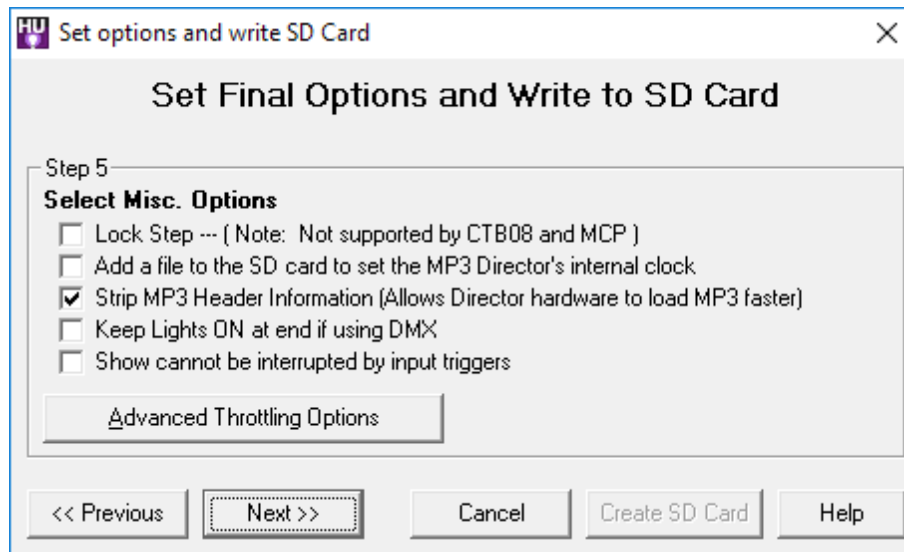 HU
Set options and write SD Card
Set Final Options and Write to SD Card
Step 5
Select Misc. Options
Lock Step --- ( Note:  Not supported by CTB08 and MCP )
Add a file to the SD card to set the MP3 Director's internal clock
Strip MP3 Header Information (Allows Director hardware to load MP3 faster)
Keep Lights ON at end if using DMX
Show cannot be interrupted by input triggers
Advanced Throttling Options
<< Previous
Next >>
Cancel
Create SD Card
Help